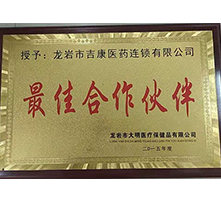 授予：龙岩市吉康医药连锁有限公司
最佳合作伙伴
龙岩市大明医疗保健品有限公司
二〇一五年度